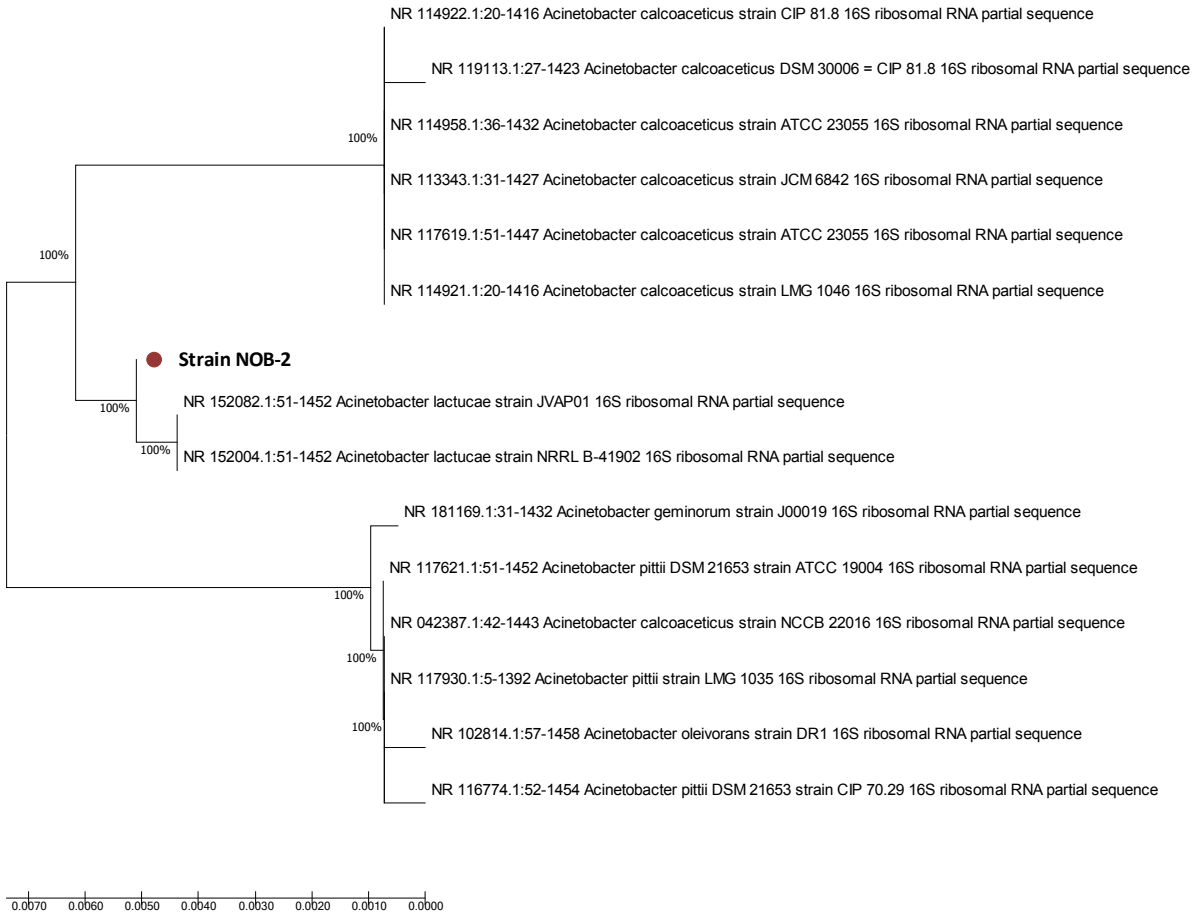 NR 114922.1:20-1416 Acinetobacter calcoaceticus strain CIP 81.8 16S ribosomal RNA partial sequence
NR 119113.1:27-1423 Acinetobacter calcoaceticus DSM 30006 = CIP 81.8 16S ribosomal RNA partial sequence
NR 114958.1:36-1432 Acinetobacter calcoaceticus strain ATCC 23055 16S ribosomal RNA partial sequence
100%
NR 113343.1:31-1427 Acinetobacter calcoaceticus strain JCM 6842 16S ribosomal RNA partial sequence
NR 117619.1:51-1447 Acinetobacter calcoaceticus strain ATCC 23055 16S ribosomal RNA partial sequence
100%
NR 114921.1:20-1416 Acinetobacter calcoaceticus strain LMG 1046 16S ribosomal RNA partial sequence
Strain NOB-2
100%
NR 152082.1:51-1452 Acinetobacter lactucae strain JVAP01 16S ribosomal RNA partial sequence
100%
NR 152004.1:51-1452 Acinetobacter lactucae strain NRRL B-41902 16S ribosomal RNA partial sequence
NR 181169.1:31-1432 Acinetobacter geminorum strain J00019 16S ribosomal RNA partial sequence
NR 117621.1:51-1452 Acinetobacter pittii DSM 21653 strain ATCC 19004 16S ribosomal RNA partial sequence
100%
NR 042387.1:42-1443 Acinetobacter calcoaceticus strain NCCB 22016 16S ribosomal RNA partial sequence
100%
NR 117930.1:5-1392 Acinetobacter pittii strain LMG 1035 16S ribosomal RNA partial sequence
100%
NR 102814.1:57-1458 Acinetobacter oleivorans strain DR1 16S ribosomal RNA partial sequence
NR 116774.1:52-1454 Acinetobacter pittii DSM 21653 strain CIP 70.29 16S ribosomal RNA partial sequence
0.0070 0.0060 0.0050 0.0040 0.0030 0.0020 0.0010 0.0000